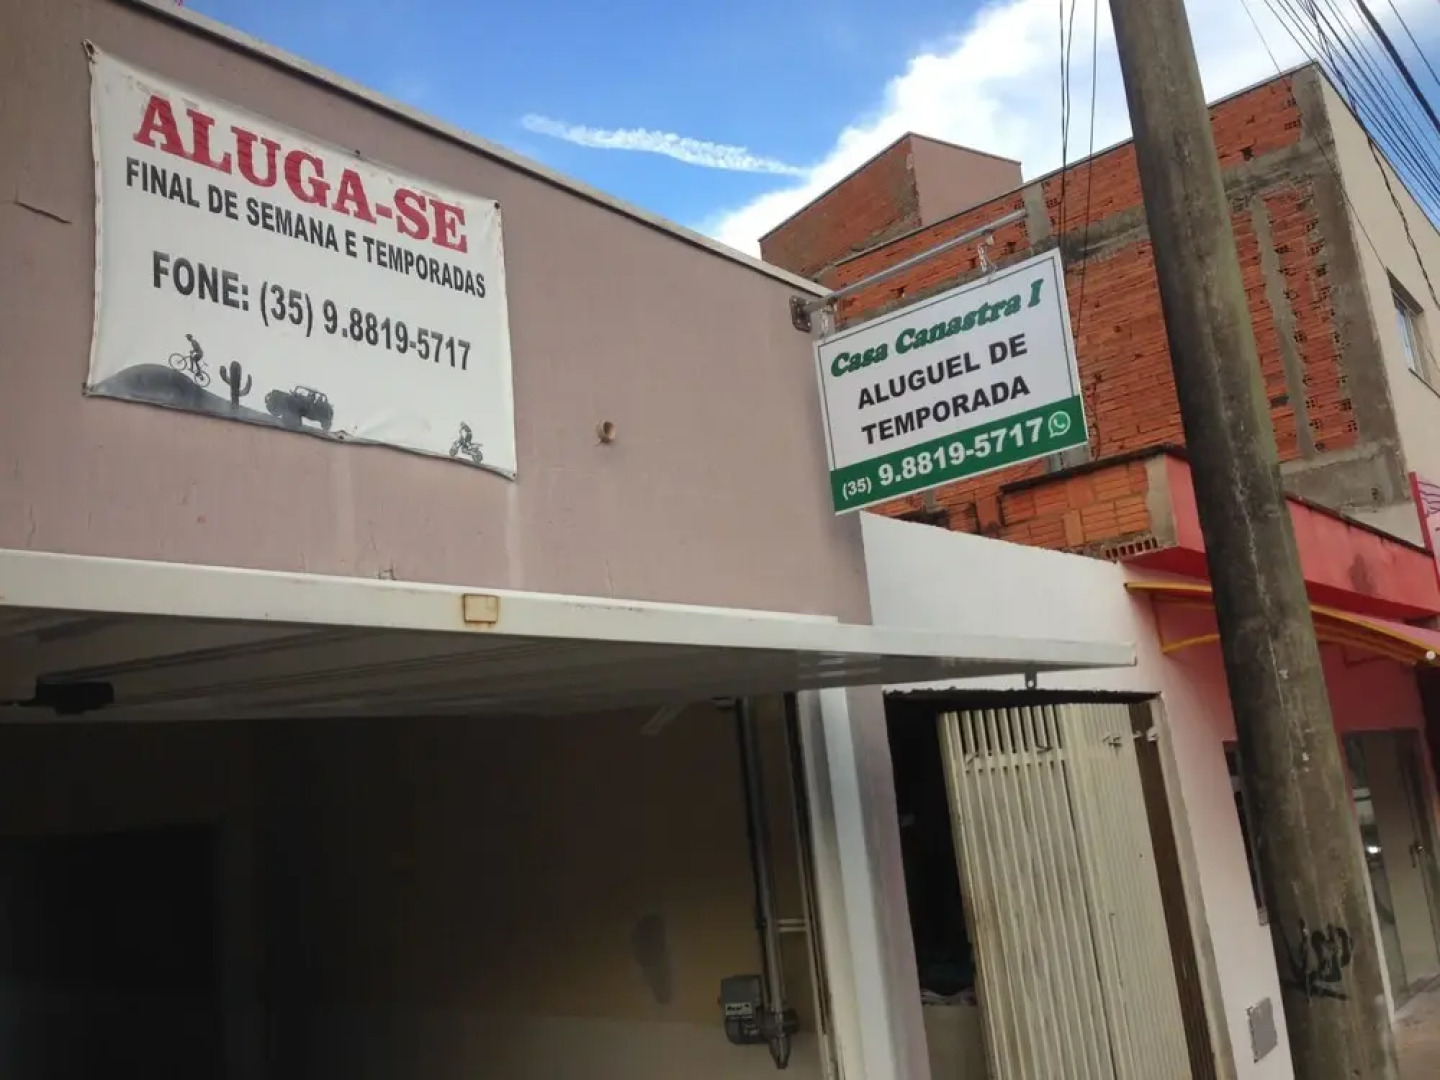 ALUGA-SE
FINAL DE SEMANA E TEMPORADAS
FONE: (35) 9.8819-5717
Casa Canastra I
ALUGUEL DE
TEMPORADA
(35) 9.8819-5717